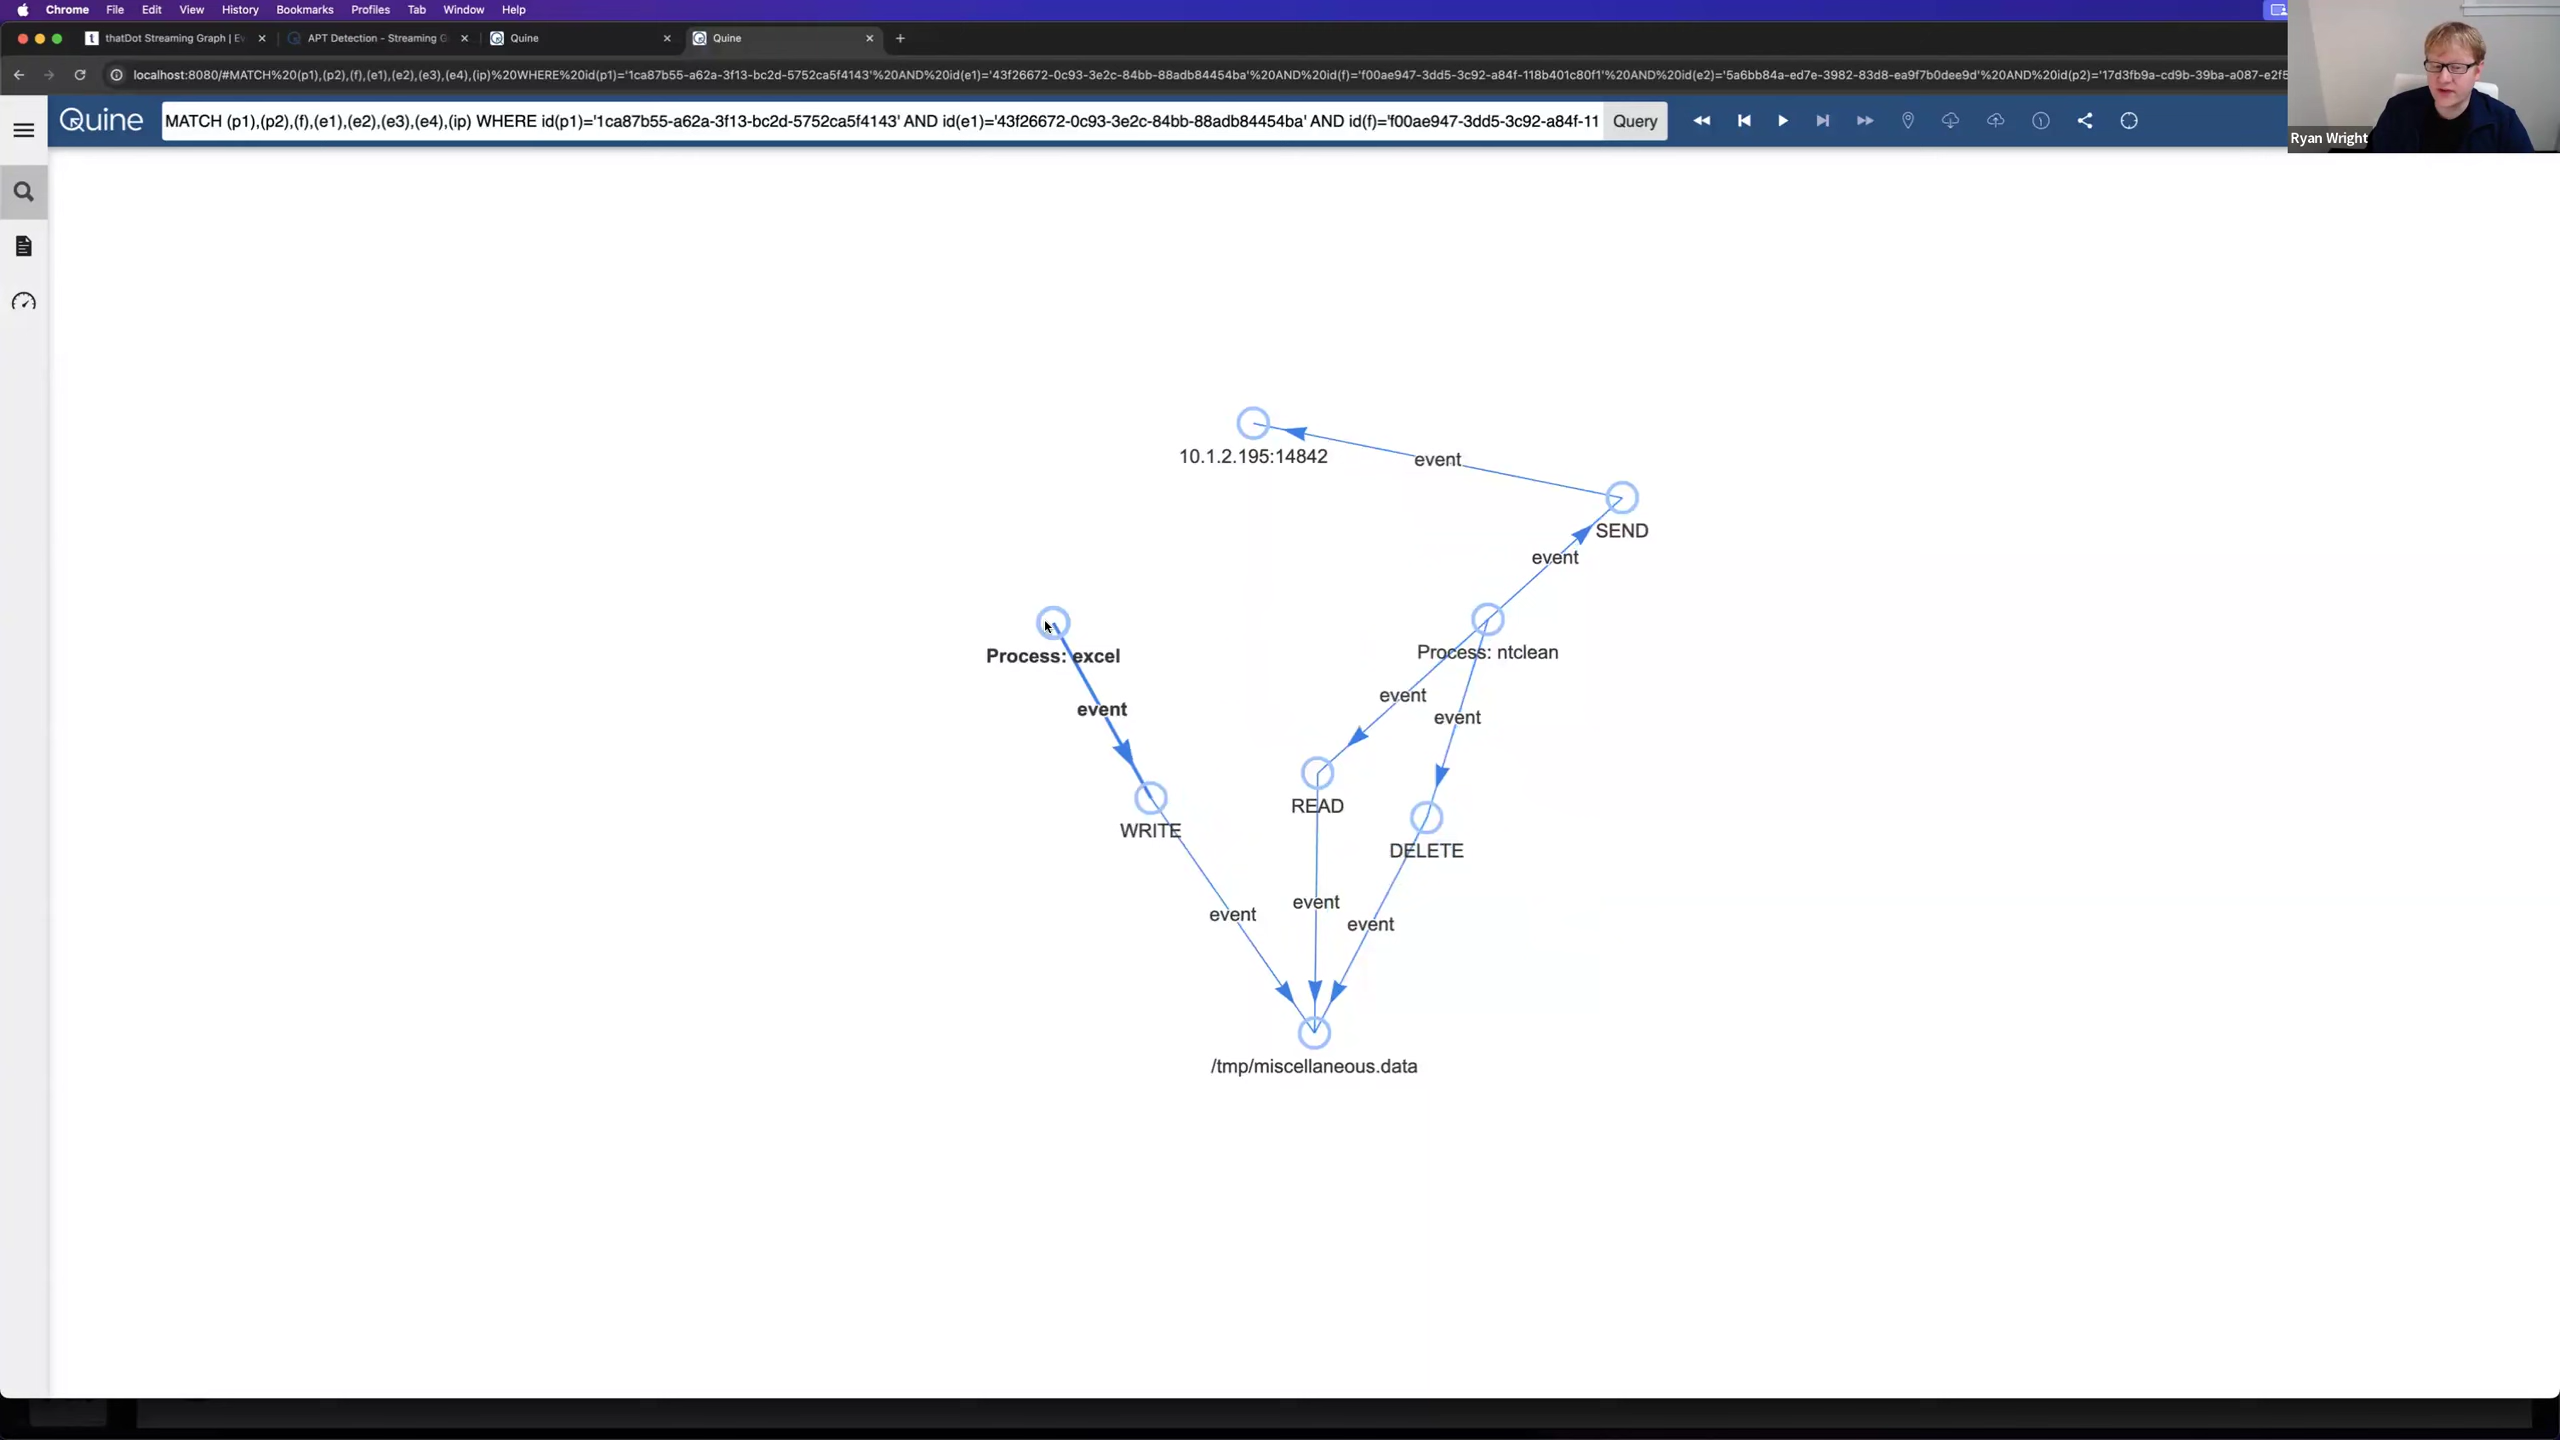 Chrome File Edit View History Bookmarks Profiles Tab Window Help
thatDot Streaming Graph | Ev
APT Detection - Streaming G
Quine
Quine
localhost:8080/#MATCH%20(p1),(p2),(f),(e1),(e2),(e3),(e4),(ip)%20WHERE%20id(p1)='1ca87b55-a62a-3f13-bc2d-5752ca5f4143'%20AND%20id(e1)='43f26672-0c93-3e2c-84bb-88adb84454ba'%20AND%20id(f)='f00ae947-3dd5-3c92-a84f-118b401c80f1'%20AND%20id(e2)='5a6bb84a-ed7e-3982-83d8-ea9f7b0dee9d'%20AND%20id(p2)='17d3fb9a-cd9b-39ba-a087-e2f5
Quine
MATCH (p1),(p2),(f),(e1),(e2),(e3),(e4),(ip) WHERE id(p1)='1ca87b55-a62a-3f13-bc2d-5752ca5f4143' AND id(e1)='43f26672-0c93-3e2c-84bb-88adb84454ba' AND id(f)='f00ae947-3dd5-3c92-a84f-11
Query
Ryan Wright
10.1.2.195:14842
event
SEND
event
Process: excel
Process: ntclean
event
event
event
WRITE
READ
DELETE
event
event
event
/tmp/miscellaneous.data